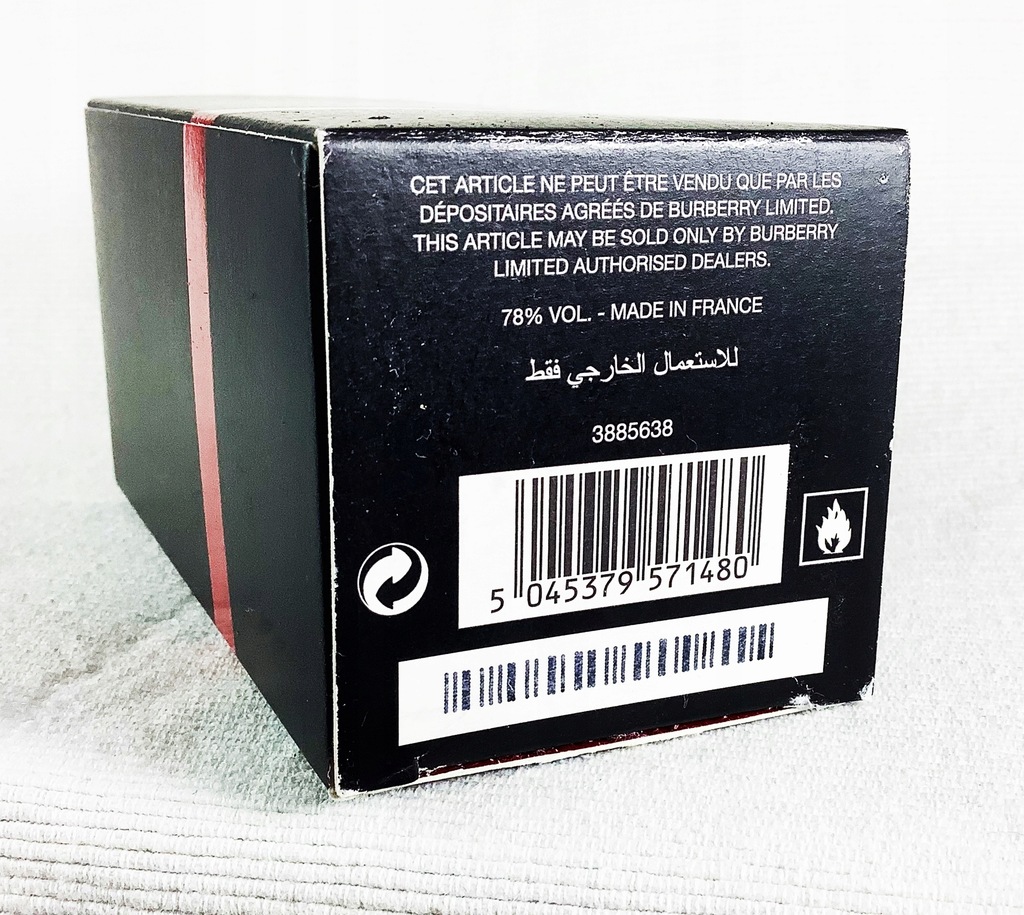 CET ARTICLE NE PEUT ÊTRE VENDU QUE PAR LES
DÉPOSITAIRES AGRÉÉS DE BURBERRY LIMITED.
THIS ARTICLE MAY BE SOLD ONLY BY BURBERRY
LIMITED AUTHORISED DEALERS.
78% VOL. - MADE IN FRANCE
للاستعمال الخارجي فقط
3885638
5 045379 571480